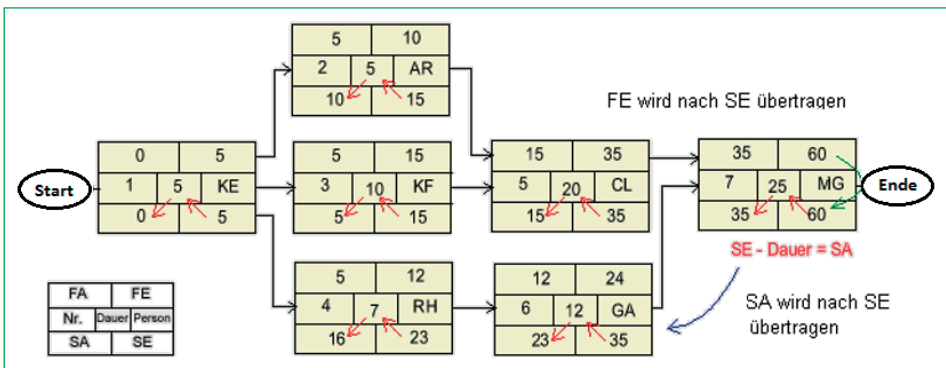 5 10
2 5 AR
10 15
FE wird nach SE übertragen
0 5
1 5 KE
0 5
5 15
3 10 KF
5 15
15 35
5 20 CL
15 35
35 60
7 25 MG
35 60
Start
Ende
SE - Dauer = SA
5 12
4 7 RH
16 23
12 24
6 12 GA
23 35
SA wird nach SE
übertragen
FA FE
Nr. Dauer Person
SA SE